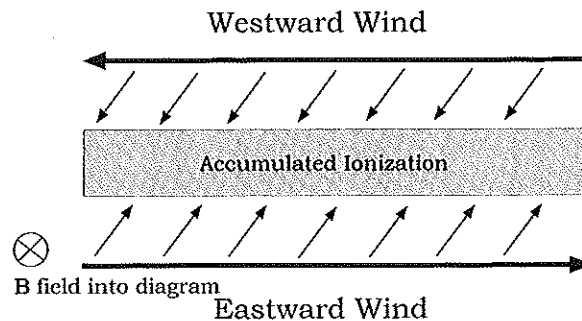 Westward Wind
Accumulated Ionization
B field into diagram
Eastward Wind